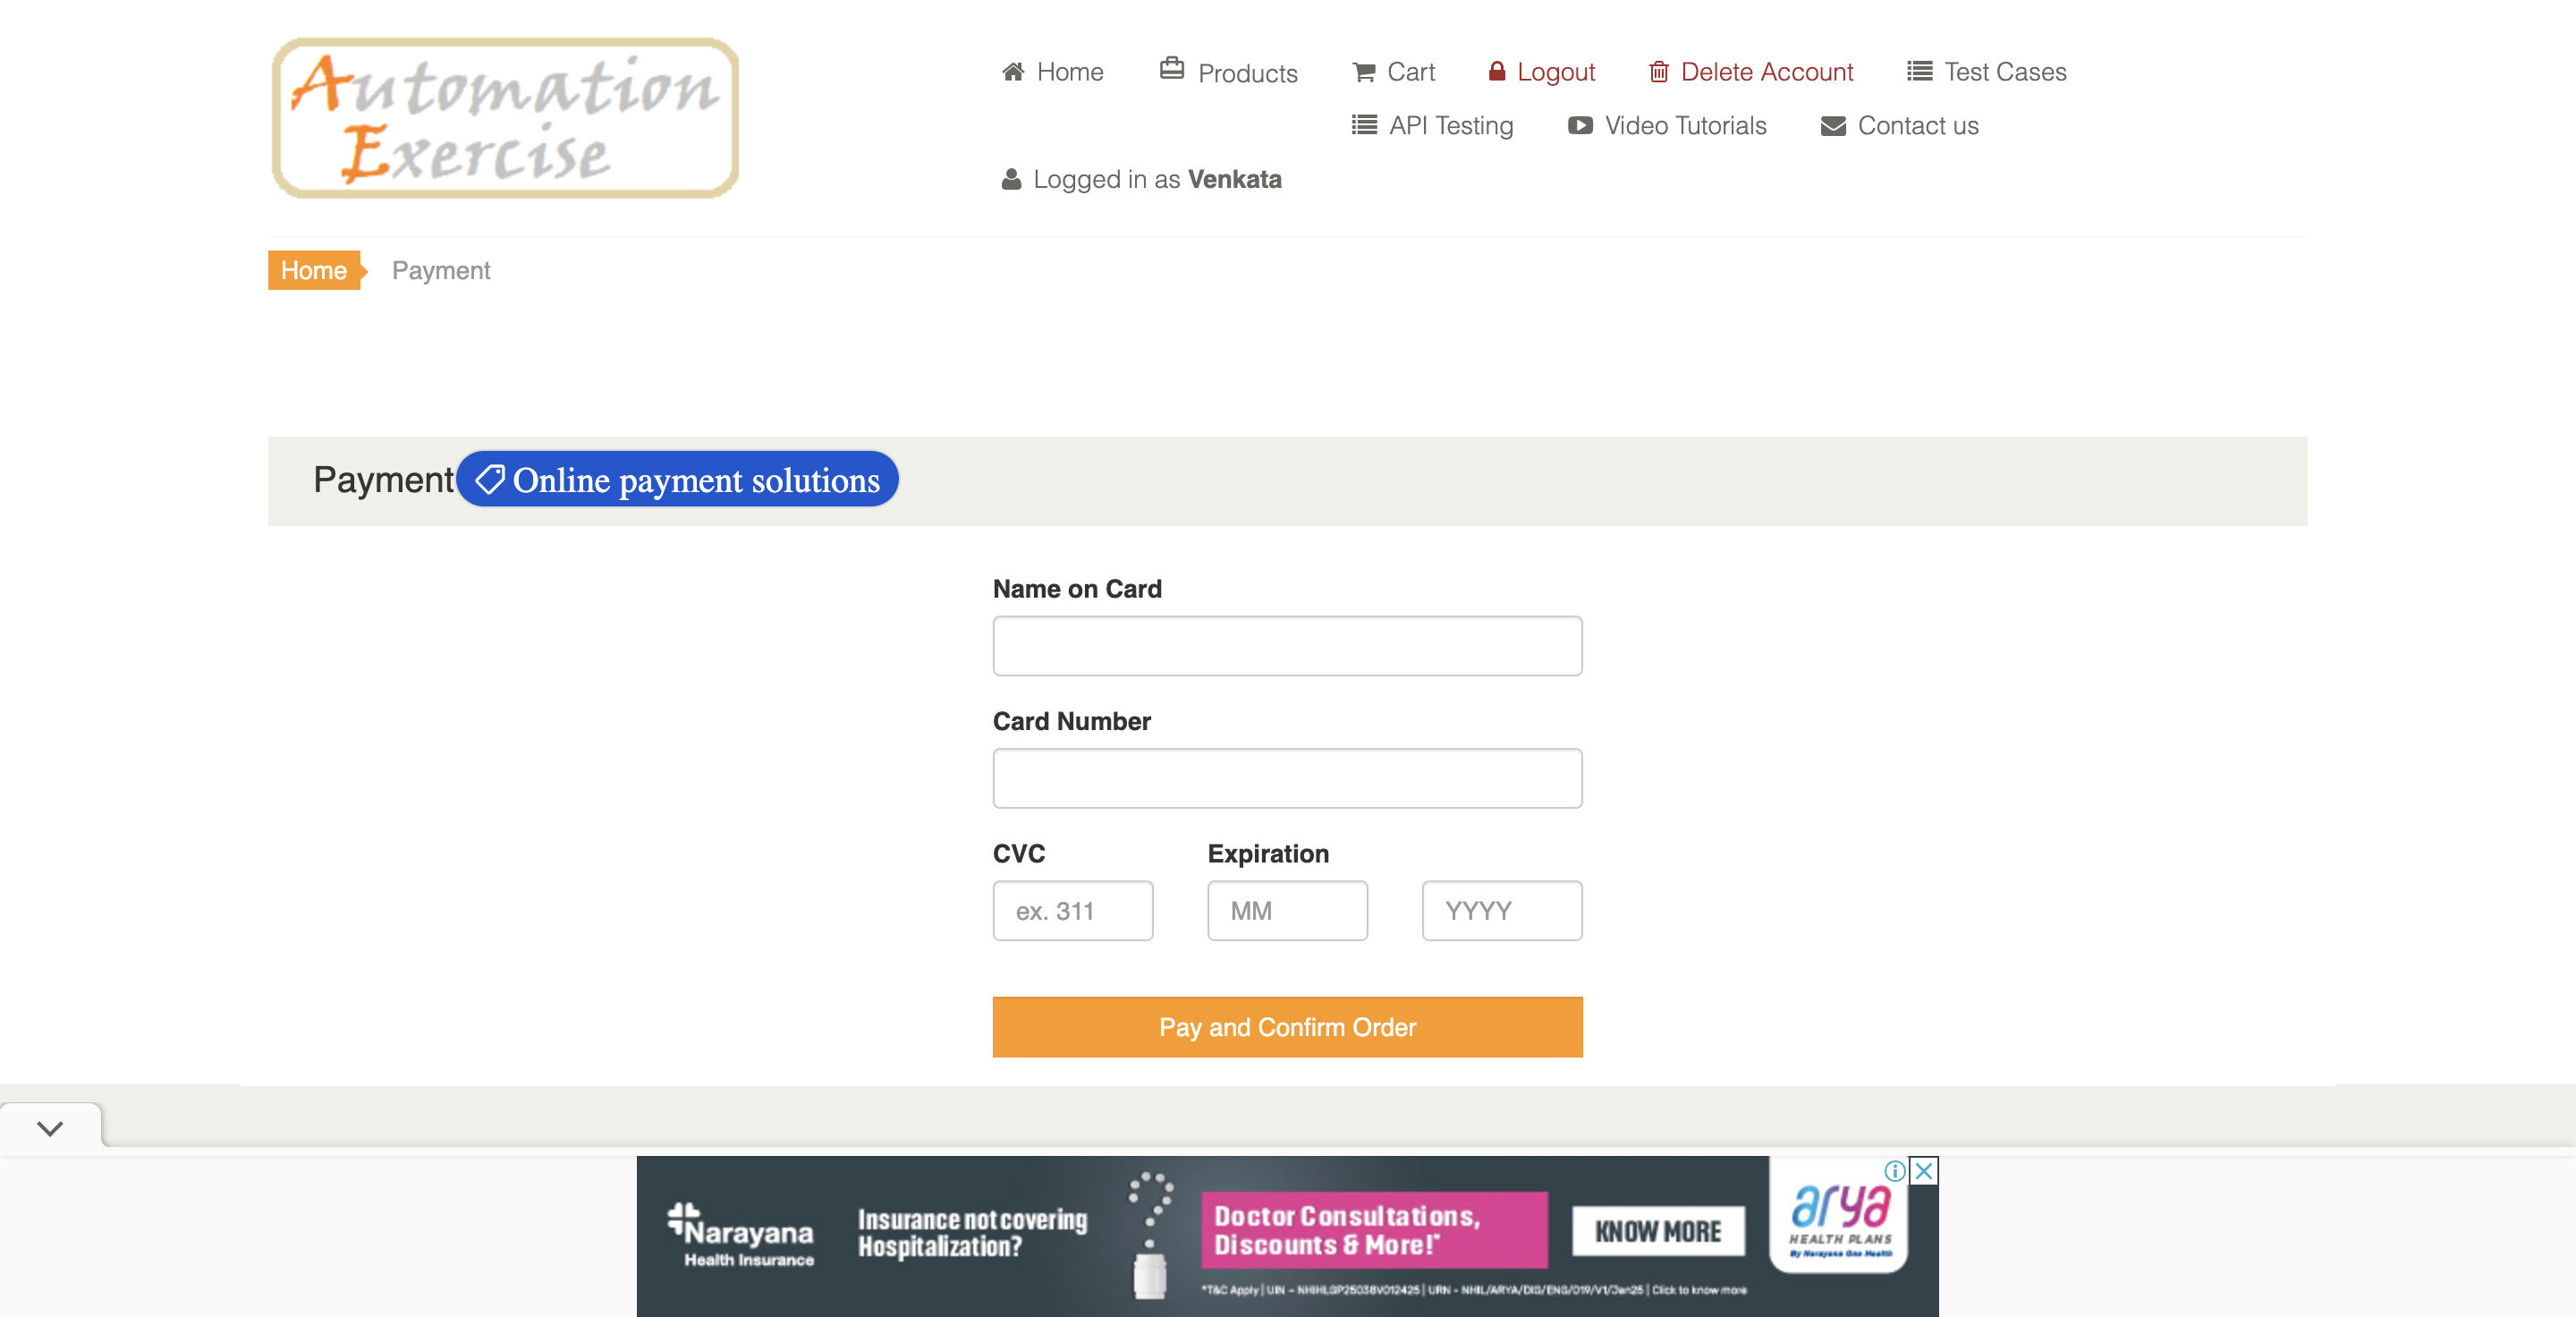 Automation
Exercise
Home Products Cart Logout Delete Account Test Cases
API Testing Video Tutorials Contact us
Logged in as Venkata
Home Payment
Payment Online payment solutions
Name on Card
Card Number
CVC Expiration
ex. 311 MM YYYY
Pay and Confirm Order
Narayana
Health Insurance
Insurance not covering
Hospitalization?
Doctor Consultations,
Discounts & More!*
KNOW MORE
arya
HEALTH PLANS
By Narayana One Health
*T&C Apply | UIN – NHIHLGP25038V012425 | URN - NHIL/ARYA/DIS/ENG/019/V1/Jan25 | Click to know more